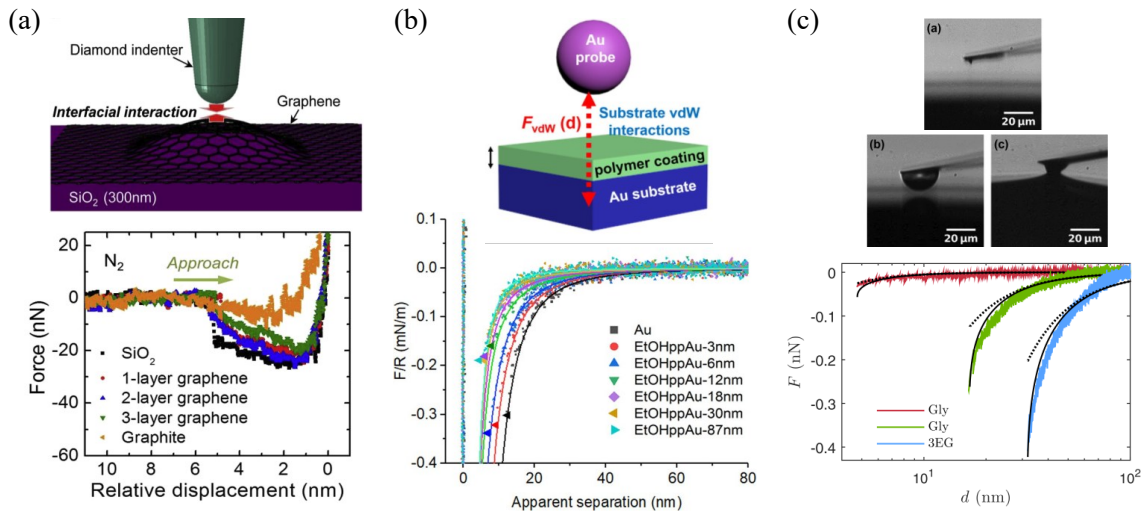 (a)
Diamond indenter
Interfacial interaction
Graphene
SiO₂ (300nm)
N₂
Approach
Force (nN)
20
0
-20
-40
-60
SiO₂
1-layer graphene
2-layer graphene
3-layer graphene
Graphite
10 8 6 4 2 0
Relative displacement (nm)
(b)
Au
probe
F_vdW (d)
Substrate vdW
interactions
polymer coating
Au substrate
F/R (mN/m)
0.1
0.0
-0.1
-0.2
-0.3
-0.4
Au
EtOHppAu-3nm
EtOHppAu-6nm
EtOHppAu-12nm
EtOHppAu-18nm
EtOHppAu-30nm
EtOHppAu-87nm
0 20 40 60 80
Apparent separation (nm)
(c)
(a)
20 μm
(b)
20 μm
(c)
20 μm
F (nN)
0
-0.1
-0.2
-0.3
-0.4
Gly
Gly
3EG
10¹ 10²
d (nm)